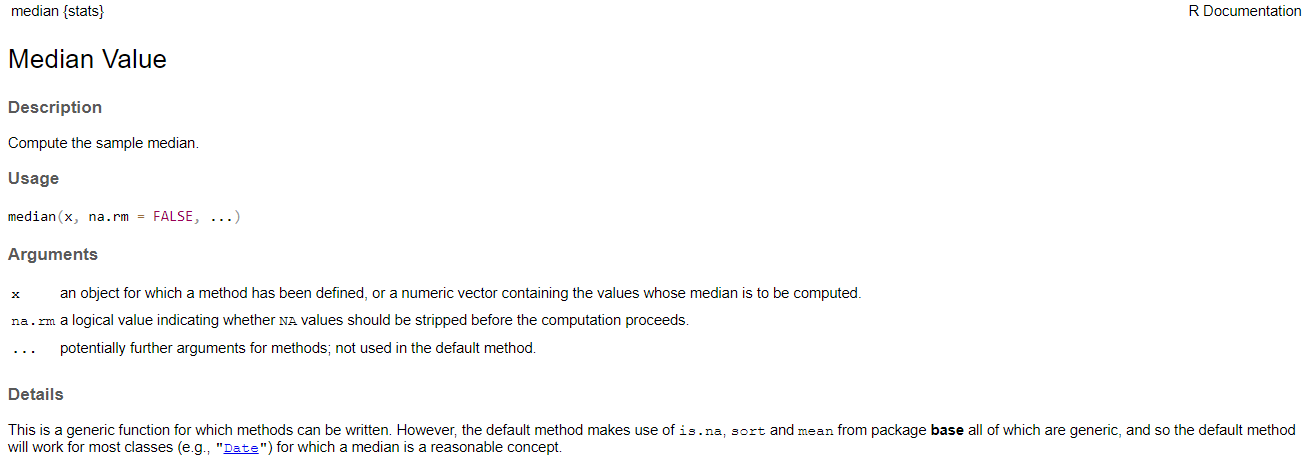 median {stats}
R Documentation
Median Value
Description
Compute the sample median.
Usage
median(x, na.rm = FALSE, ...)
Arguments
x an object for which a method has been defined, or a numeric vector containing the values whose median is to be computed.
na.rm a logical value indicating whether NA values should be stripped before the computation proceeds.
... potentially further arguments for methods; not used in the default method.
Details
This is a generic function for which methods can be written. However, the default method makes use of is.na, sort and mean from package base all of which are generic, and so the default method
will work for most classes (e.g., "Date") for which a median is a reasonable concept.